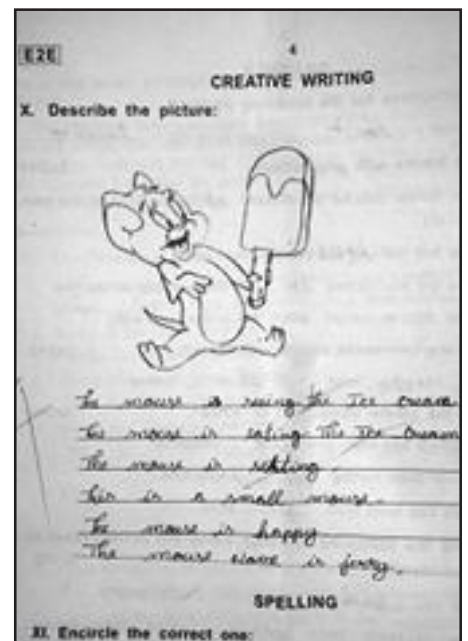 E2E
4
CREATIVE WRITING
X. Describe the picture:
The mouse is seeing the Ice cream.
The mouse is eating the Ice cream
The mouse is
This is a small mouse.
The mouse is happy.
The mouse name is jerry.
SPELLING
XI. Encircle the correct one: